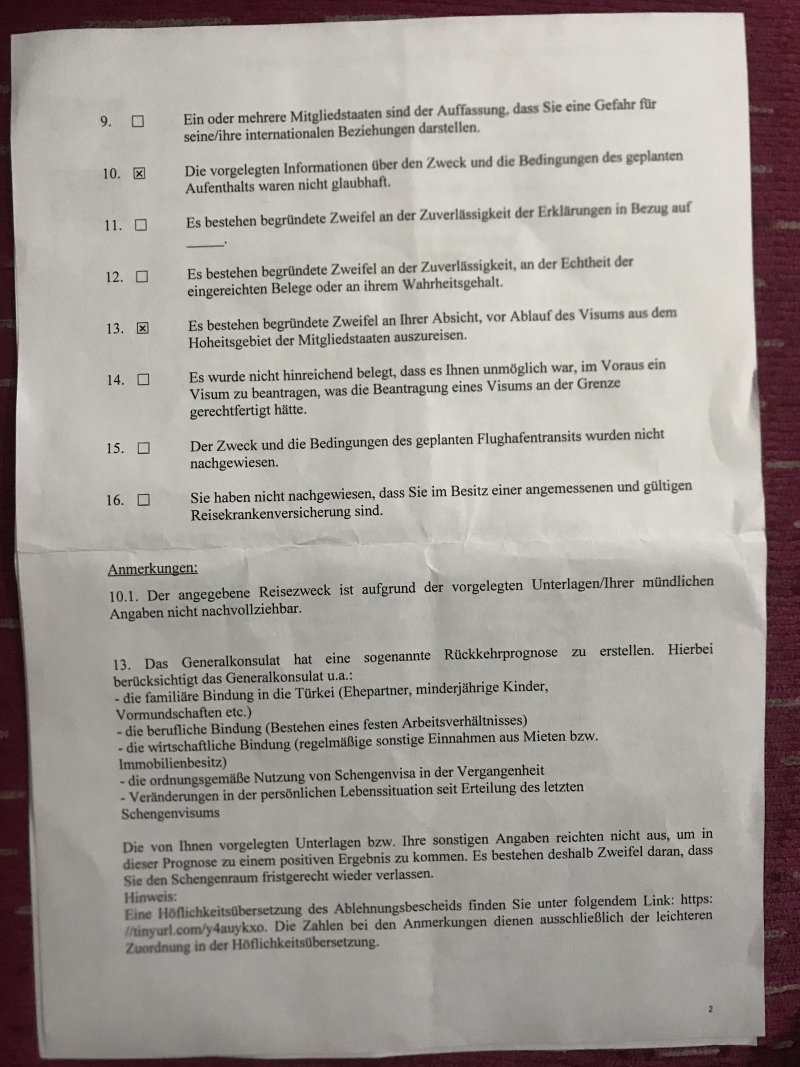 9. ☐ Ein oder mehrere Mitgliedstaaten sind der Auffassung, dass Sie eine Gefahr für
seine/ihre internationalen Beziehungen darstellen.
10. ☒ Die vorgelegten Informationen über den Zweck und die Bedingungen des geplanten
Aufenthalts waren nicht glaubhaft.
11. ☐ Es bestehen begründete Zweifel an der Zuverlässigkeit der Erklärungen in Bezug auf
_____.
12. ☐ Es bestehen begründete Zweifel an der Zuverlässigkeit, an der Echtheit der
eingereichten Belege oder an ihrem Wahrheitsgehalt.
13. ☒ Es bestehen begründete Zweifel an Ihrer Absicht, vor Ablauf des Visums aus dem
Hoheitsgebiet der Mitgliedstaaten auszureisen.
14. ☐ Es wurde nicht hinreichend belegt, dass es Ihnen unmöglich war, im Voraus ein
Visum zu beantragen, was die Beantragung eines Visums an der Grenze
gerechtfertigt hätte.
15. ☐ Der Zweck und die Bedingungen des geplanten Flughafentransits wurden nicht
nachgewiesen.
16. ☐ Sie haben nicht nachgewiesen, dass Sie im Besitz einer angemessenen und gültigen
Reisekrankenversicherung sind.
Anmerkungen:
10.1. Der angegebene Reisezweck ist aufgrund der vorgelegten Unterlagen/Ihrer mündlichen
Angaben nicht nachvollziehbar.
13. Das Generalkonsulat hat eine sogenannte Rückkehrprognose zu erstellen. Hierbei
berücksichtigt das Generalkonsulat u.a.:
- die familiäre Bindung in die Türkei (Ehepartner, minderjährige Kinder,
Vormundschaften etc.)
- die berufliche Bindung (Bestehen eines festen Arbeitsverhältnisses)
- die wirtschaftliche Bindung (regelmäßige sonstige Einnahmen aus Mieten bzw.
Immobilienbesitz)
- die ordnungsgemäße Nutzung von Schengenvisa in der Vergangenheit
- Veränderungen in der persönlichen Lebenssituation seit Erteilung des letzten
Schengenvisums
Die von Ihnen vorgelegten Unterlagen bzw. Ihre sonstigen Angaben reichten nicht aus, um in
dieser Prognose zu einem positiven Ergebnis zu kommen. Es bestehen deshalb Zweifel daran, dass
Sie den Schengenraum fristgerecht wieder verlassen.
Hinweis:
Eine Höflichkeitsübersetzung des Ablehnungsbescheids finden Sie unter folgendem Link: https:
//tinyurl.com/y4auykxo. Die Zahlen bei den Anmerkungen dienen ausschließlich der leichteren
Zuordnung in der Höflichkeitsübersetzung.
2